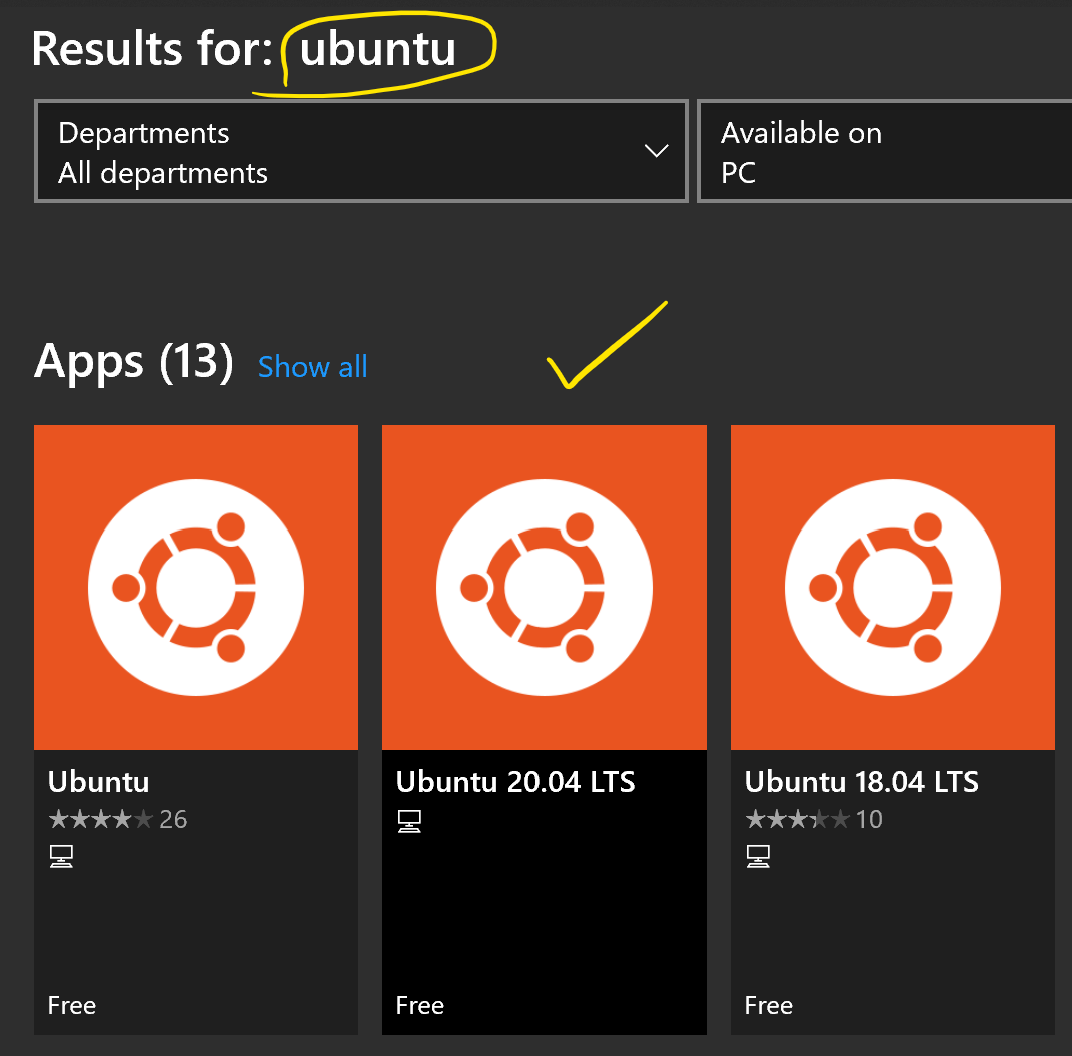 Results for: ubuntu
Departments
All departments
Available on
PC
Apps (13) Show all
Ubuntu
26
Free
Ubuntu 20.04 LTS
Free
Ubuntu 18.04 LTS
10
Free